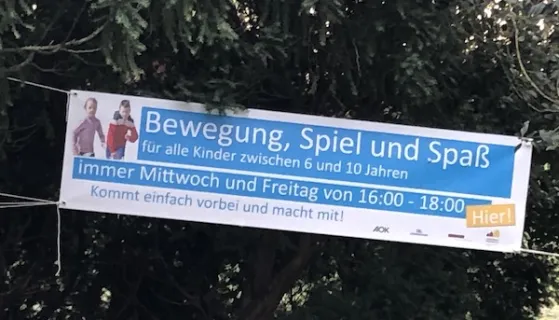 Bewegung, Spiel und Spaß
für alle Kinder zwischen 6 und 10 Jahren
immer Mittwoch und Freitag von 16:00 - 18:00
Hier!
Kommt einfach vorbei und macht mit!
AOK